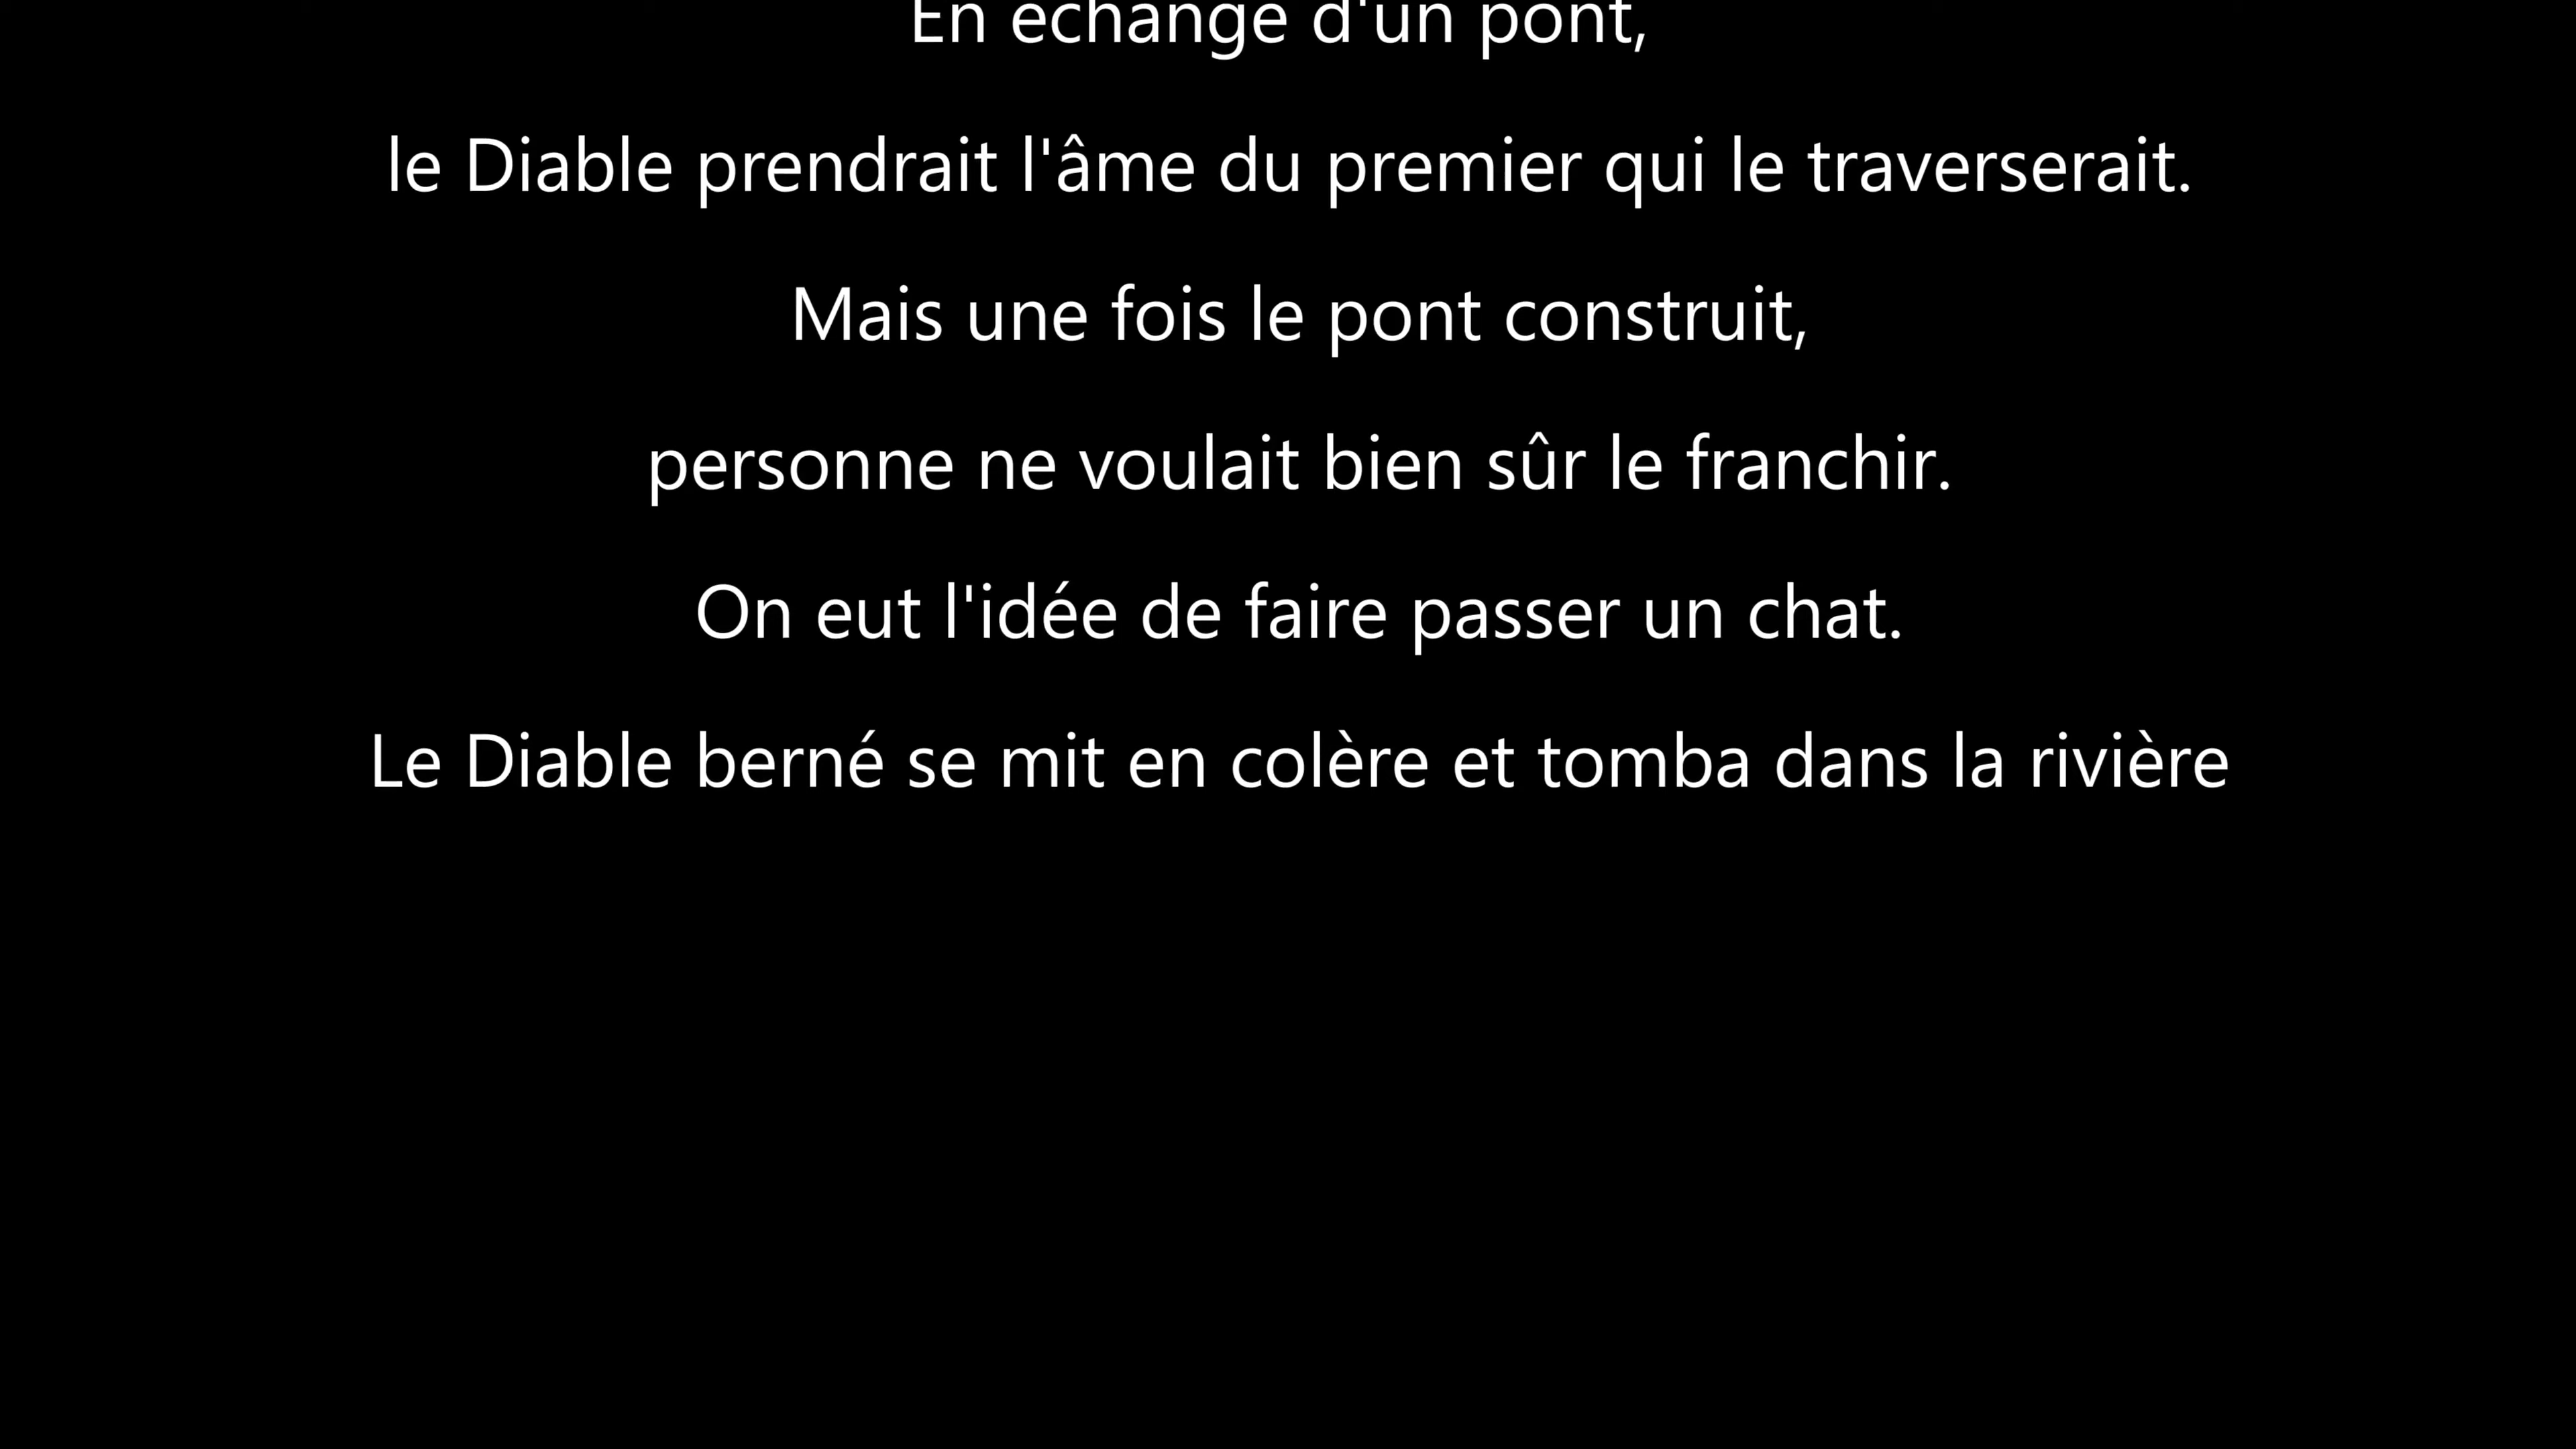 En échange d'un pont,
le Diable prendrait l'âme du premier qui le traverserait.
Mais une fois le pont construit,
personne ne voulait bien sûr le franchir.
On eut l'idée de faire passer un chat.
Le Diable berné se mit en colère et tomba dans la rivière